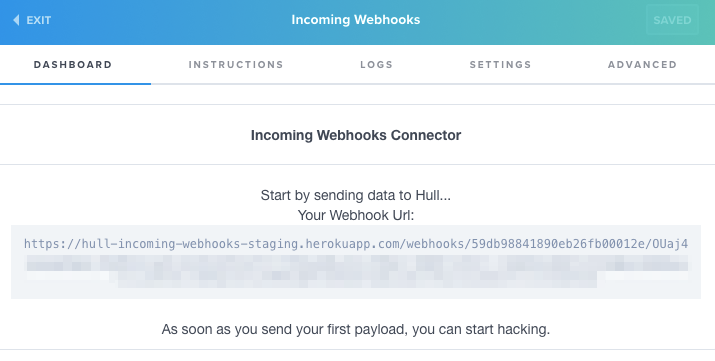 EXIT
Incoming Webhooks
SAVED
DASHBOARD
INSTRUCTIONS
LOGS
SETTINGS
ADVANCED
Incoming Webhooks Connector
Start by sending data to Hull...
Your Webhook Url:
https://hull-incoming-webhooks-staging.herokuapp.com/webhooks/59db98841890eb26fb00012e/OUaj4
As soon as you send your first payload, you can start hacking.